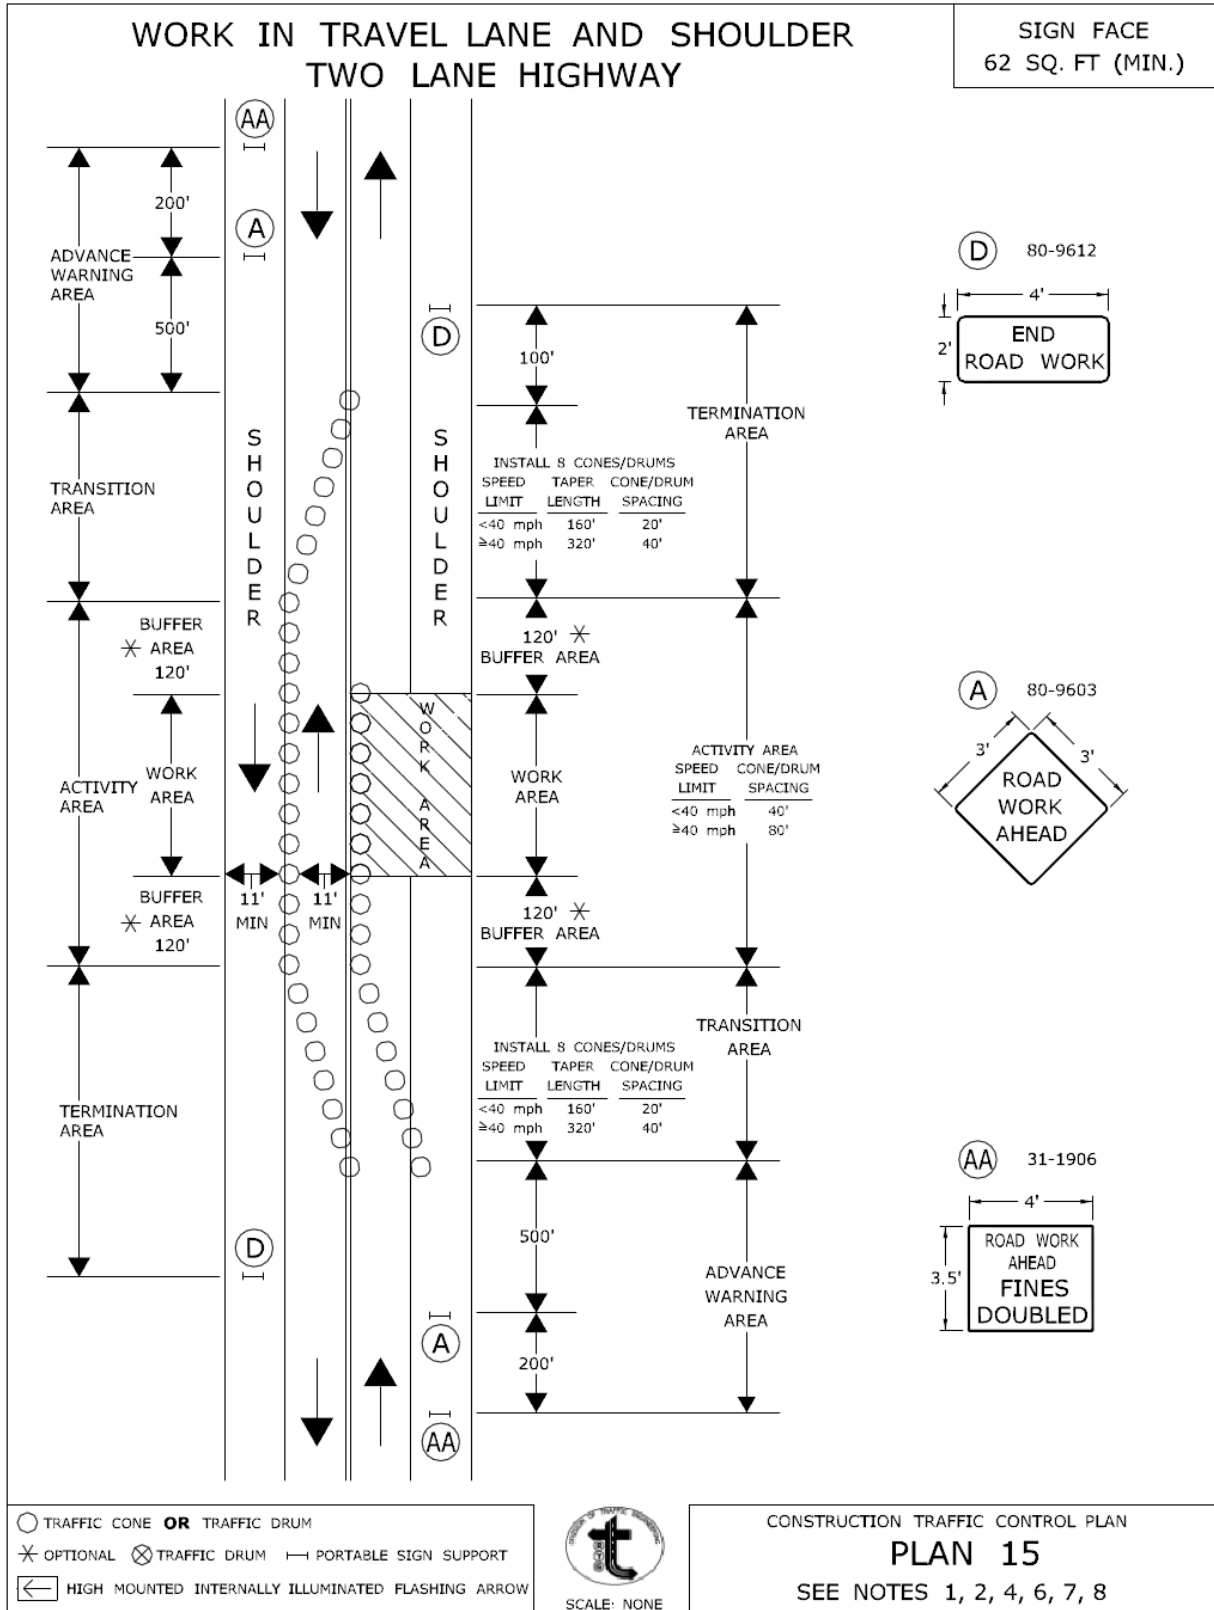 WORK IN TRAVEL LANE AND SHOULDER
TWO LANE HIGHWAY
SIGN FACE
62 SQ. FT (MIN.)
AA
200'
A
ADVANCE
WARNING
AREA
500'
TRANSITION
AREA
SHOULDER
BUFFER
AREA
120'
WORK
AREA
ACTIVITY
AREA
11'
MIN
11'
MIN
BUFFER
AREA
120'
TERMINATION
AREA
D
D
100'
TERMINATION
AREA
SHOULDER
INSTALL 8 CONES/DRUMS
SPEED TAPER CONE/DRUM
LIMIT LENGTH SPACING
<40 mph 160' 20'
≥40 mph 320' 40'
120'
BUFFER AREA
WORK AREA
WORK
AREA
ACTIVITY AREA
SPEED CONE/DRUM
LIMIT SPACING
<40 mph 40'
≥40 mph 80'
120'
BUFFER AREA
TRANSITION
AREA
INSTALL 8 CONES/DRUMS
SPEED TAPER CONE/DRUM
LIMIT LENGTH SPACING
<40 mph 160' 20'
≥40 mph 320' 40'
500'
ADVANCE
WARNING
AREA
A
200'
AA
D 80-9612
4'
2'
END
ROAD WORK
A 80-9603
3' 3'
ROAD
WORK
AHEAD
AA 31-1906
4'
3.5'
ROAD WORK
AHEAD
FINES
DOUBLED
TRAFFIC CONE OR TRAFFIC DRUM
OPTIONAL TRAFFIC DRUM PORTABLE SIGN SUPPORT
HIGH MOUNTED INTERNALLY ILLUMINATED FLASHING ARROW
DIVISION OF TRAFFIC ENGINEERING
SCALE: NONE
CONSTRUCTION TRAFFIC CONTROL PLAN
PLAN 15
SEE NOTES 1, 2, 4, 6, 7, 8